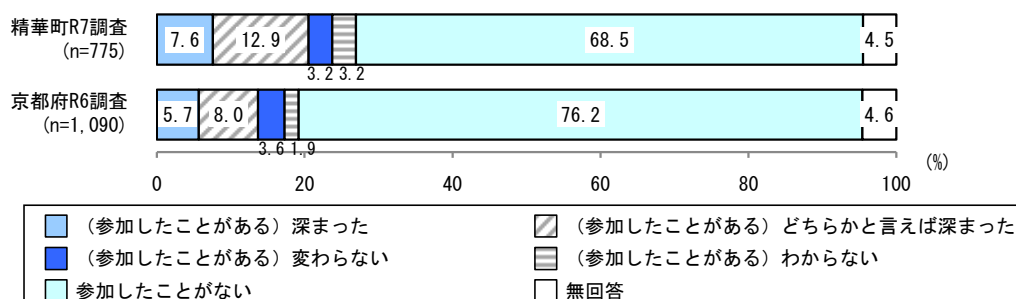 精華町R7調査
(n=775)
7.6 12.9 3.2 3.2 68.5 4.5
京都府R6調査
(n=1,090)
5.7 8.0 3.6 1.9 76.2 4.6
(%)
0 20 40 60 80 100
（参加したことがある）深まった
（参加したことがある）どちらかと言えば深まった
（参加したことがある）変わらない
（参加したことがある）わからない
参加したことがない
無回答